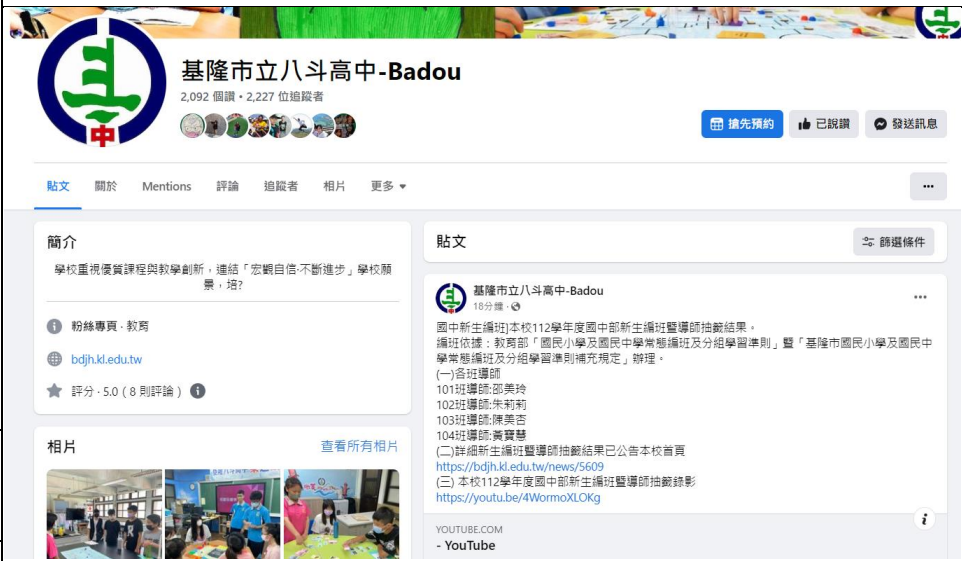 中
基隆市立八斗高中-Badou
2,092 個讚 • 2,227 位追蹤者
搶先預約
已說讚
發送訊息
貼文
關於
Mentions
評論
追蹤者
相片
更多
簡介
學校重視優質課程與教學創新，連結「宏觀自信·不斷進步」學校願
景，培?
粉絲專頁 · 教育
bdjh.kl.edu.tw
評分 · 5.0（8 則評論）
相片
查看所有相片
貼文
篩選條件
基隆市立八斗高中-Badou
18分鐘
國中新生編班]本校112學年度國中部新生編班暨導師抽籤結果。
編班依據：教育部「國民小學及國民中學常態編班及分組學習準則」暨「基隆市國民小學及國民中
學常態編班及分組學習準則補充規定」辦理。
(一)各班導師
101班導師:邵美玲
102班導師:朱莉莉
103班導師:陳美杏
104班導師:黃寶慧
(二)詳細新生編班暨導師抽籤結果已公告本校首頁
https://bdjh.kl.edu.tw/news/5609
(三) 本校112學年度國中部新生編班暨導師抽籤錄影
https://youtu.be/4WormoXLOKg
YOUTUBE.COM
- YouTube